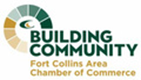 BUILDING
COMMUNITY
Fort Collins Area
Chamber of Commerce